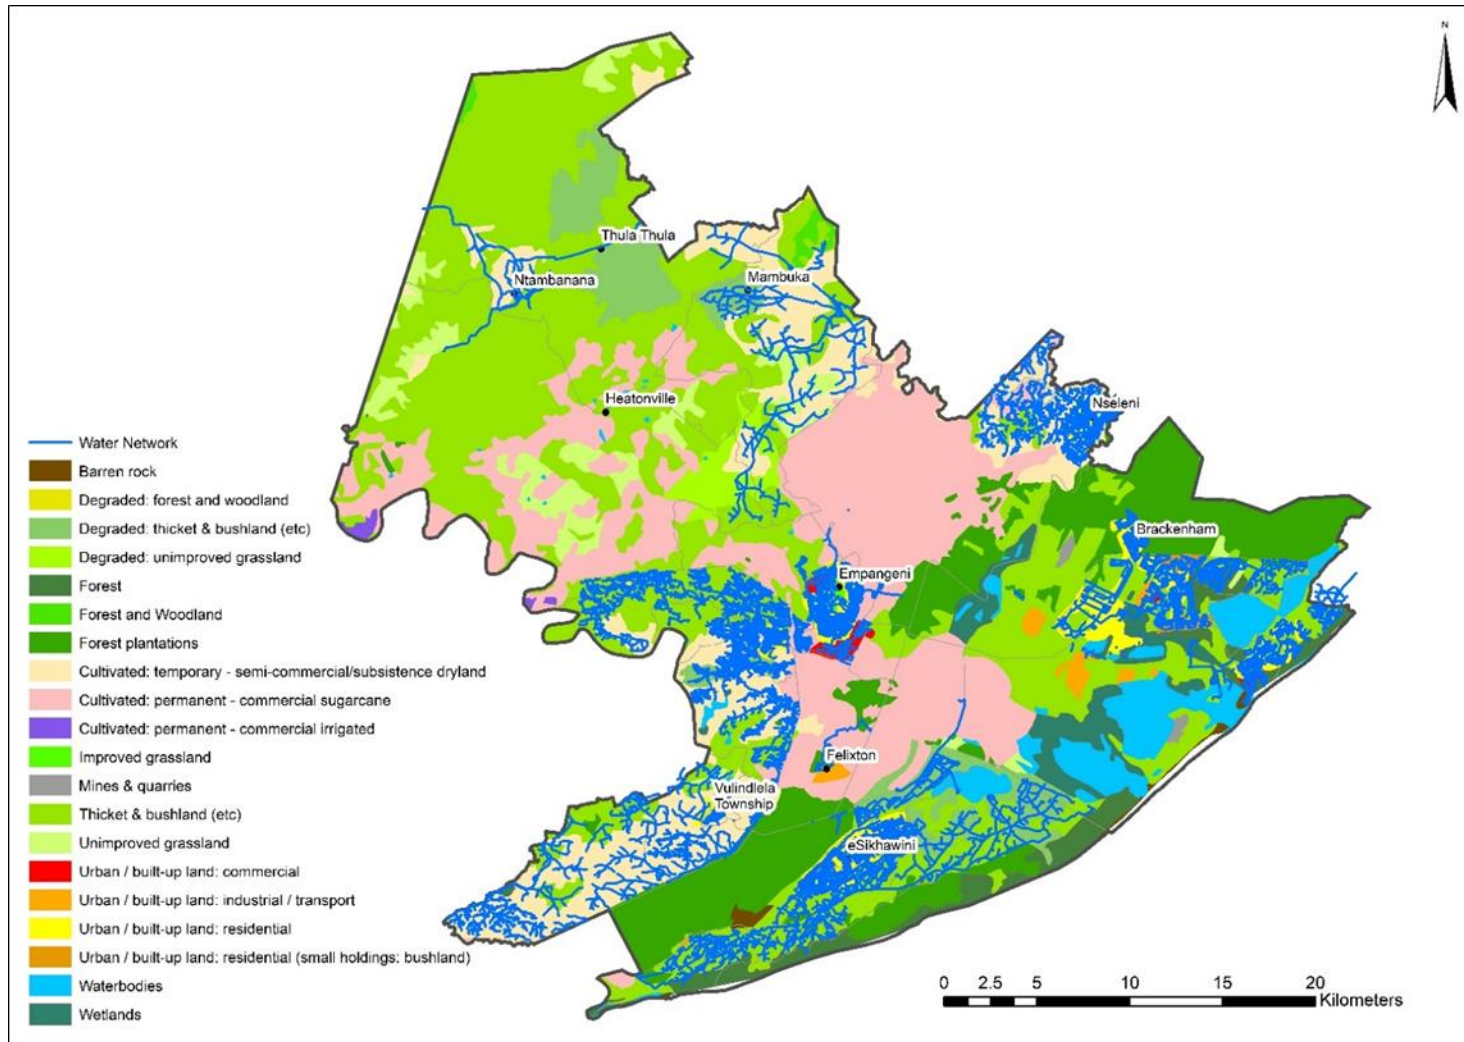 N
Thula Thula
Ntambanana
Mambuka
Heatonville
Nseleni
Brackenham
Empangeni
Felixton
Vulindlela
Township
eSikhawini
Water Network
Barren rock
Degraded: forest and woodland
Degraded: thicket & bushland (etc)
Degraded: unimproved grassland
Forest
Forest and Woodland
Forest plantations
Cultivated: temporary - semi-commercial/subsistence dryland
Cultivated: permanent - commercial sugarcane
Cultivated: permanent - commercial irrigated
Improved grassland
Mines & quarries
Thicket & bushland (etc)
Unimproved grassland
Urban / built-up land: commercial
Urban / built-up land: industrial / transport
Urban / built-up land: residential
Urban / built-up land: residential (small holdings: bushland)
Waterbodies
Wetlands
0 2.5 5 10 15 20
Kilometers